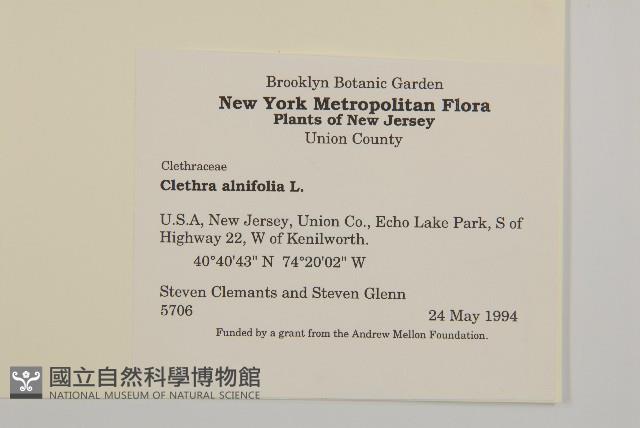 Brooklyn Botanic Garden
New York Metropolitan Flora
Plants of New Jersey
Union County
Clethraceae
Clethra alnifolia L.
U.S.A, New Jersey, Union Co., Echo Lake Park, S of
Highway 22, W of Kenilworth.
40°40'43" N 74°20'02" W
Steven Clemants and Steven Glenn
5706
24 May 1994
Funded by a grant from the Andrew Mellon Foundation.
國立自然科學博物館
NATIONAL MUSEUM OF NATURAL SCIENCE